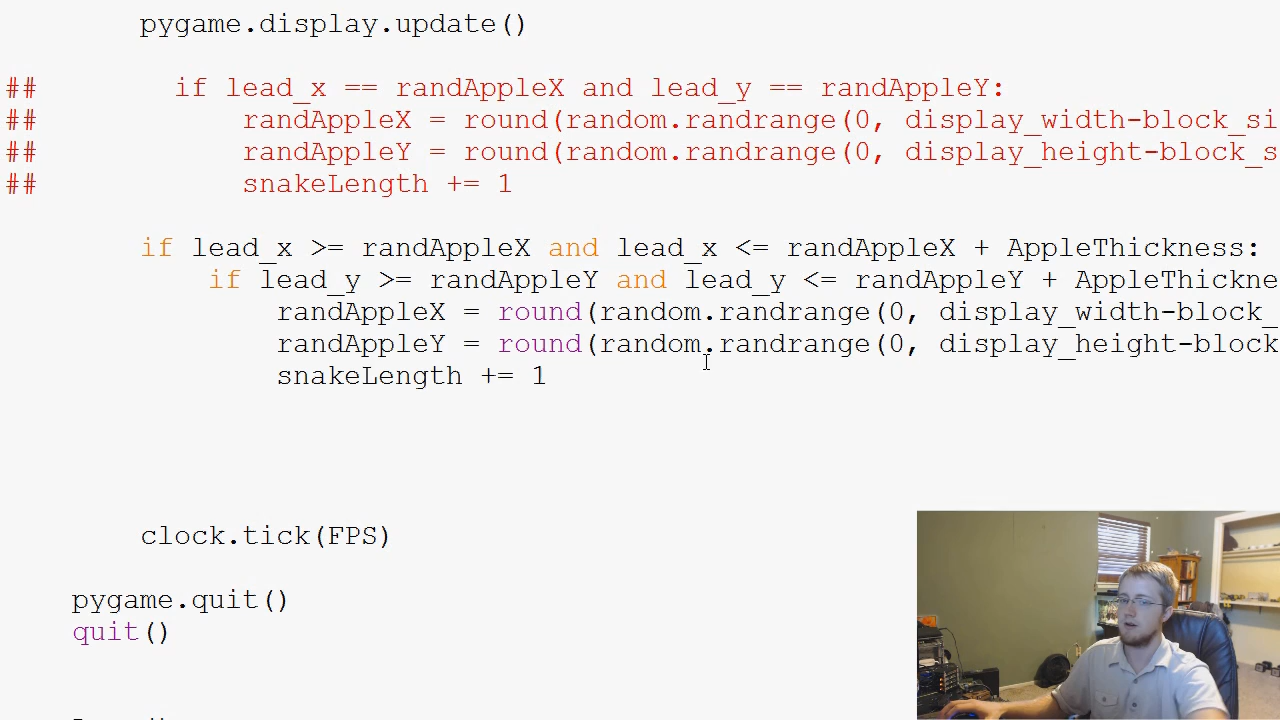 pygame.display.update()
## if lead_x == randAppleX and lead_y == randAppleY:
## randAppleX = round(random.randrange(0, display_width-block_si
## randAppleY = round(random.randrange(0, display_height-block_s
## snakeLength += 1
if lead_x >= randAppleX and lead_x <= randAppleX + AppleThickness:
if lead_y >= randAppleY and lead_y <= randAppleY + AppleThickne
randAppleX = round(random.randrange(0, display_width-block_
randAppleY = round(random.randrange(0, display_height-block
snakeLength += 1
clock.tick(FPS)
pygame.quit()
quit()